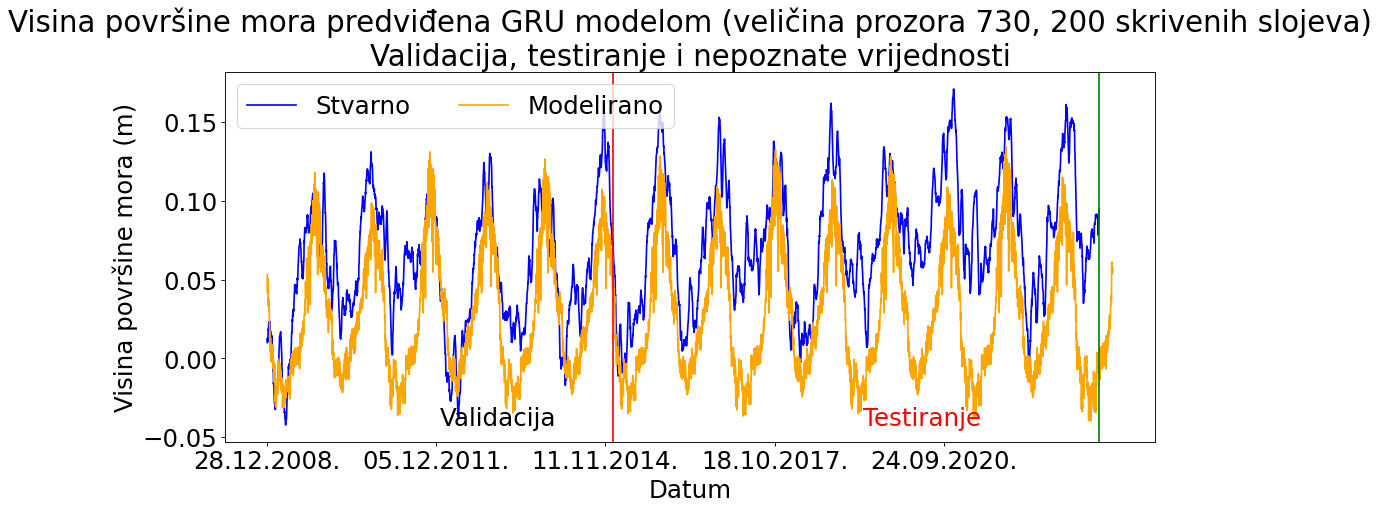 Visina površine mora predviđena GRU modelom (veličina prozora 730, 200 skrivenih slojeva)
Validacija, testiranje i nepoznate vrijednosti
Stvarno
Modelirano
Visina površine mora (m)
0.15
0.10
0.05
0.00
−0.05
Validacija
Testiranje
28.12.2008.
05.12.2011.
11.11.2014.
18.10.2017.
24.09.2020.
Datum